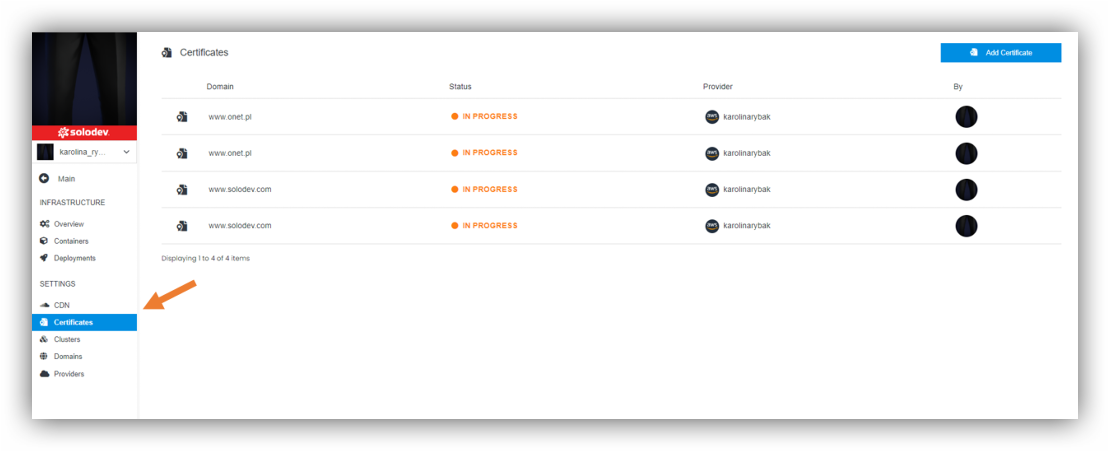 solodev
karolina_ry...
Main
INFRASTRUCTURE
Overview
Containers
Deployments
SETTINGS
CDN
Certificates
Clusters
Domains
Providers
Certificates
Add Certificate
Domain Status Provider By
www.onet.pl IN PROGRESS aws karolinarybak
www.onet.pl IN PROGRESS aws karolinarybak
www.solodev.com IN PROGRESS aws karolinarybak
www.solodev.com IN PROGRESS aws karolinarybak
Displaying 1 to 4 of 4 items